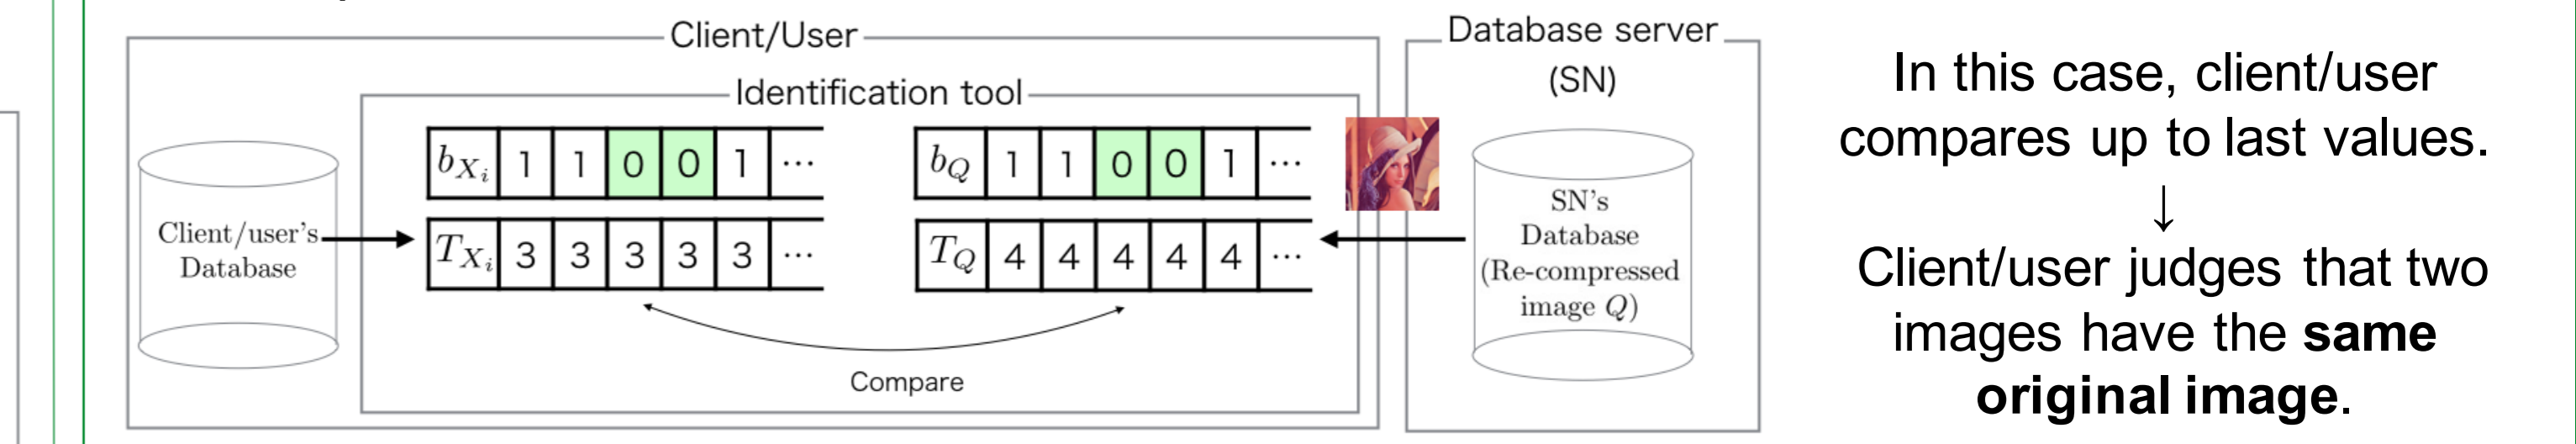 Client/User
Identification tool
Database server
(SN)
Client/user's
Database
b_{X_i} 1 1 0 0 1 ...
T_{X_i} 3 3 3 3 3 ...
b_Q 1 1 0 0 1 ...
T_Q 4 4 4 4 4 ...
Compare
SN's
Database
(Re-compressed
image Q)
In this case, client/user
compares up to last values.
↓
Client/user judges that two
images have the same
original image.